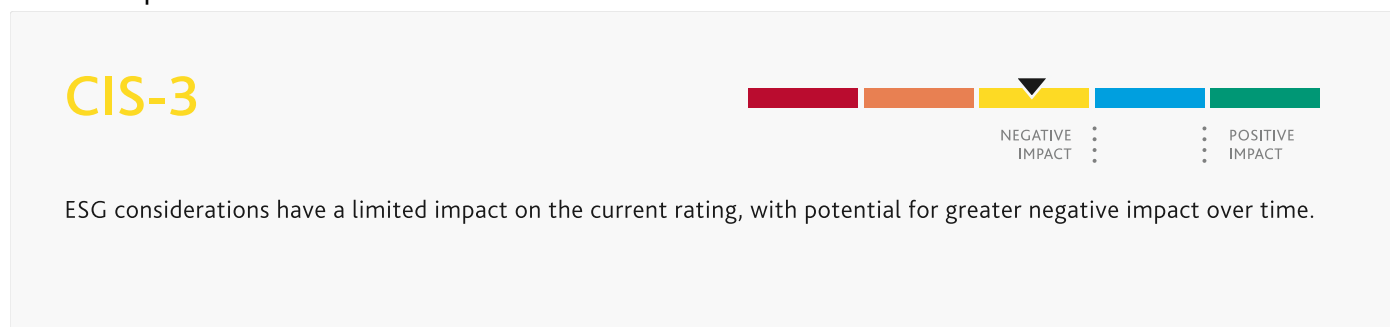 CIS-3
NEGATIVE
IMPACT
POSITIVE
IMPACT
ESG considerations have a limited impact on the current rating, with potential for greater negative impact over time.